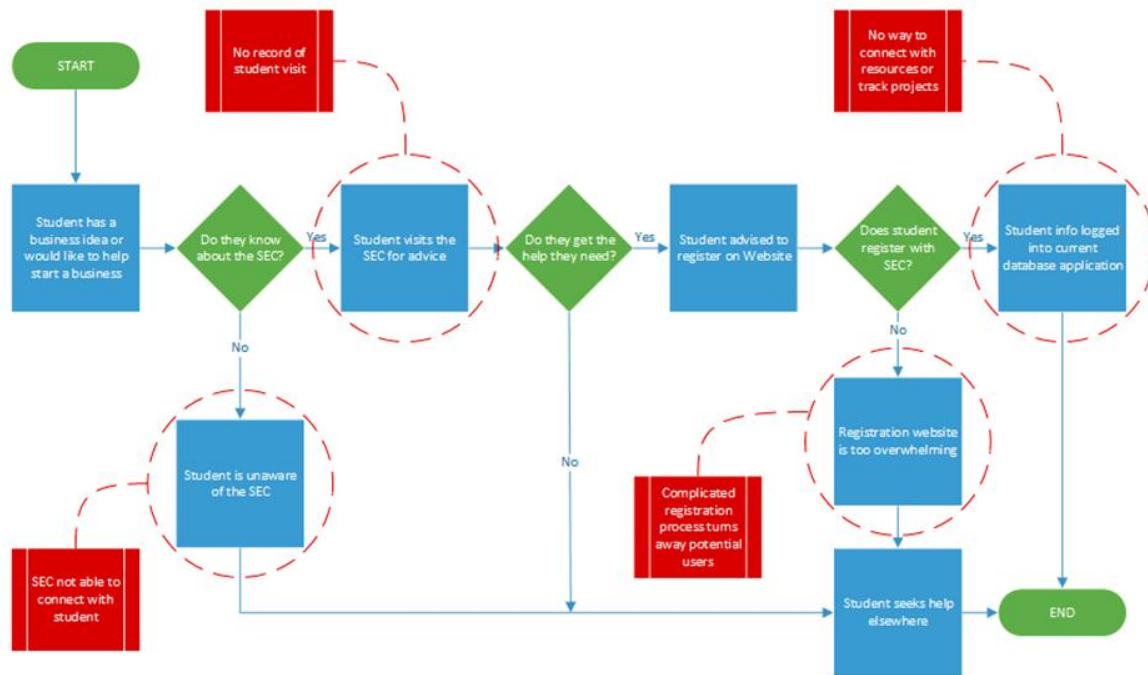 START
No record of
student visit
No way to
connect with
resources or
track projects
Student has a
business idea or
would like to help
start a business
Do they know
about the SEC?
Yes
Student visits the
SEC for advice
Do they get the
help they need?
Yes
Student advised to
register on Website
Does student
register with
SEC?
Yes
Student info logged
into current
database application
No
No
Student is unaware
of the SEC
No
Registration website
is too overwhelming
Complicated
registration
process turns
away potential
users
SEC not able to
connect with
student
Student seeks help
elsewhere
END